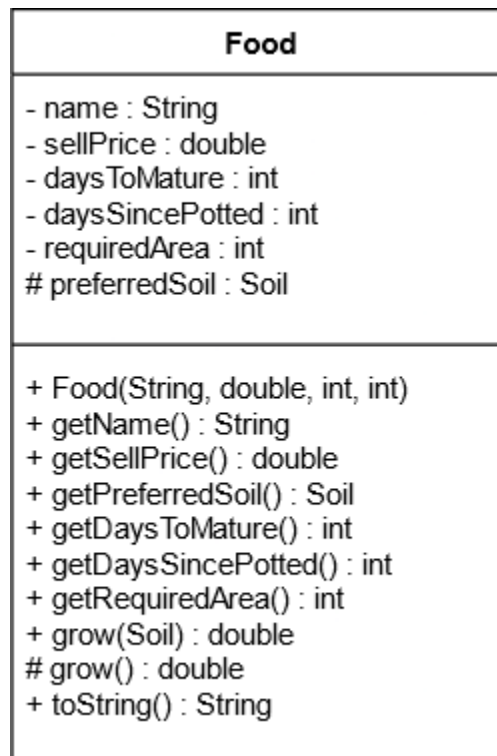 Food
- name : String
- sellPrice : double
- daysToMature : int
- daysSincePotted : int
- requiredArea : int
# preferredSoil : Soil
+ Food(String, double, int, int)
+ getName() : String
+ getSellPrice() : double
+ getPreferredSoil() : Soil
+ getDaysToMature() : int
+ getDaysSincePotted() : int
+ getRequiredArea() : int
+ grow(Soil) : double
# grow() : double
+ toString() : String